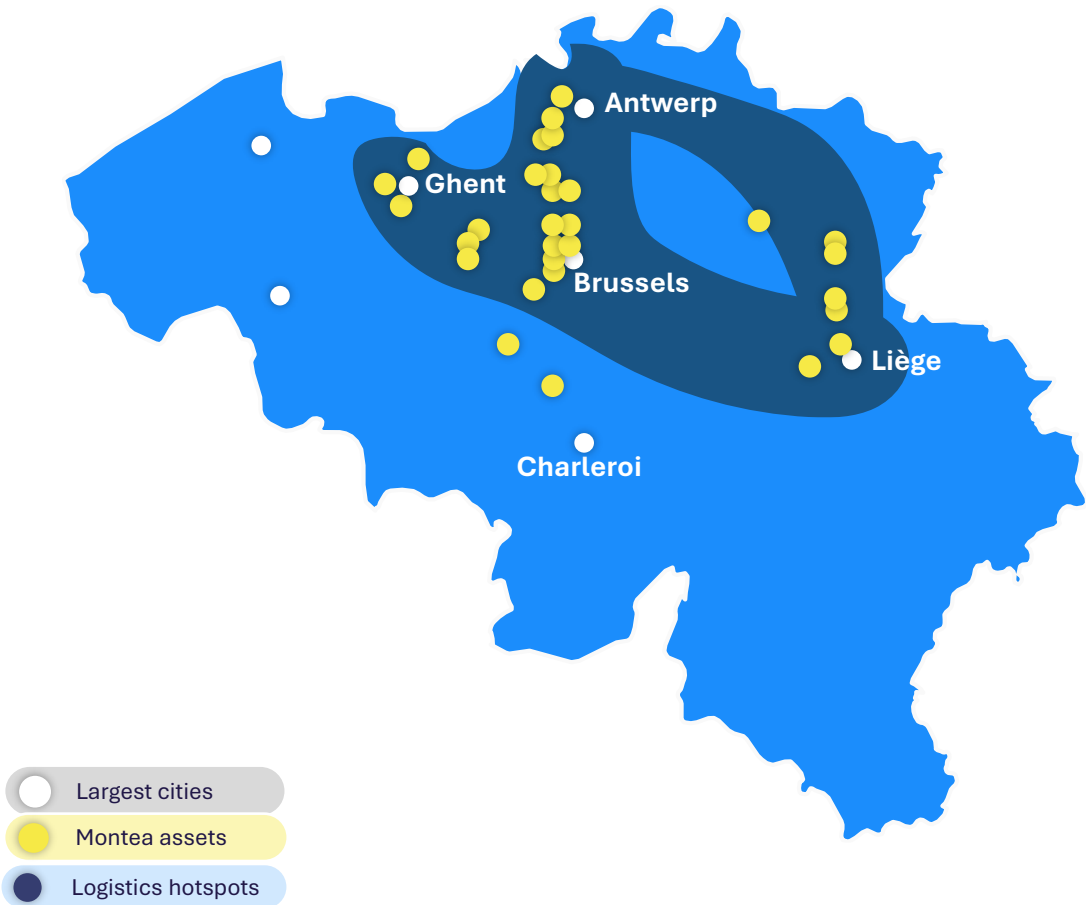 Antwerp
Ghent
Brussels
Liège
Charleroi
Largest cities
Montea assets
Logistics hotspots